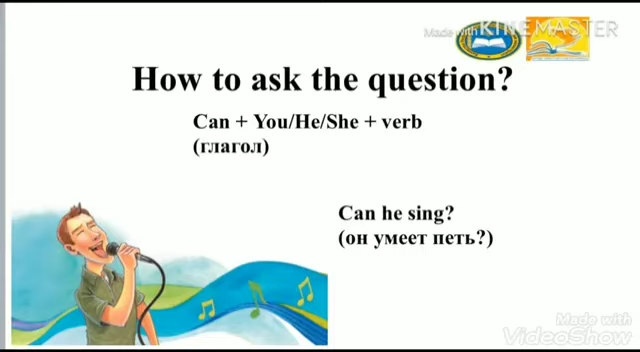 Made with KINEMASTER
How to ask the question?
Can + You/He/She + verb
(глагол)
Can he sing?
(он умеет петь?)
Made with
VideoShow